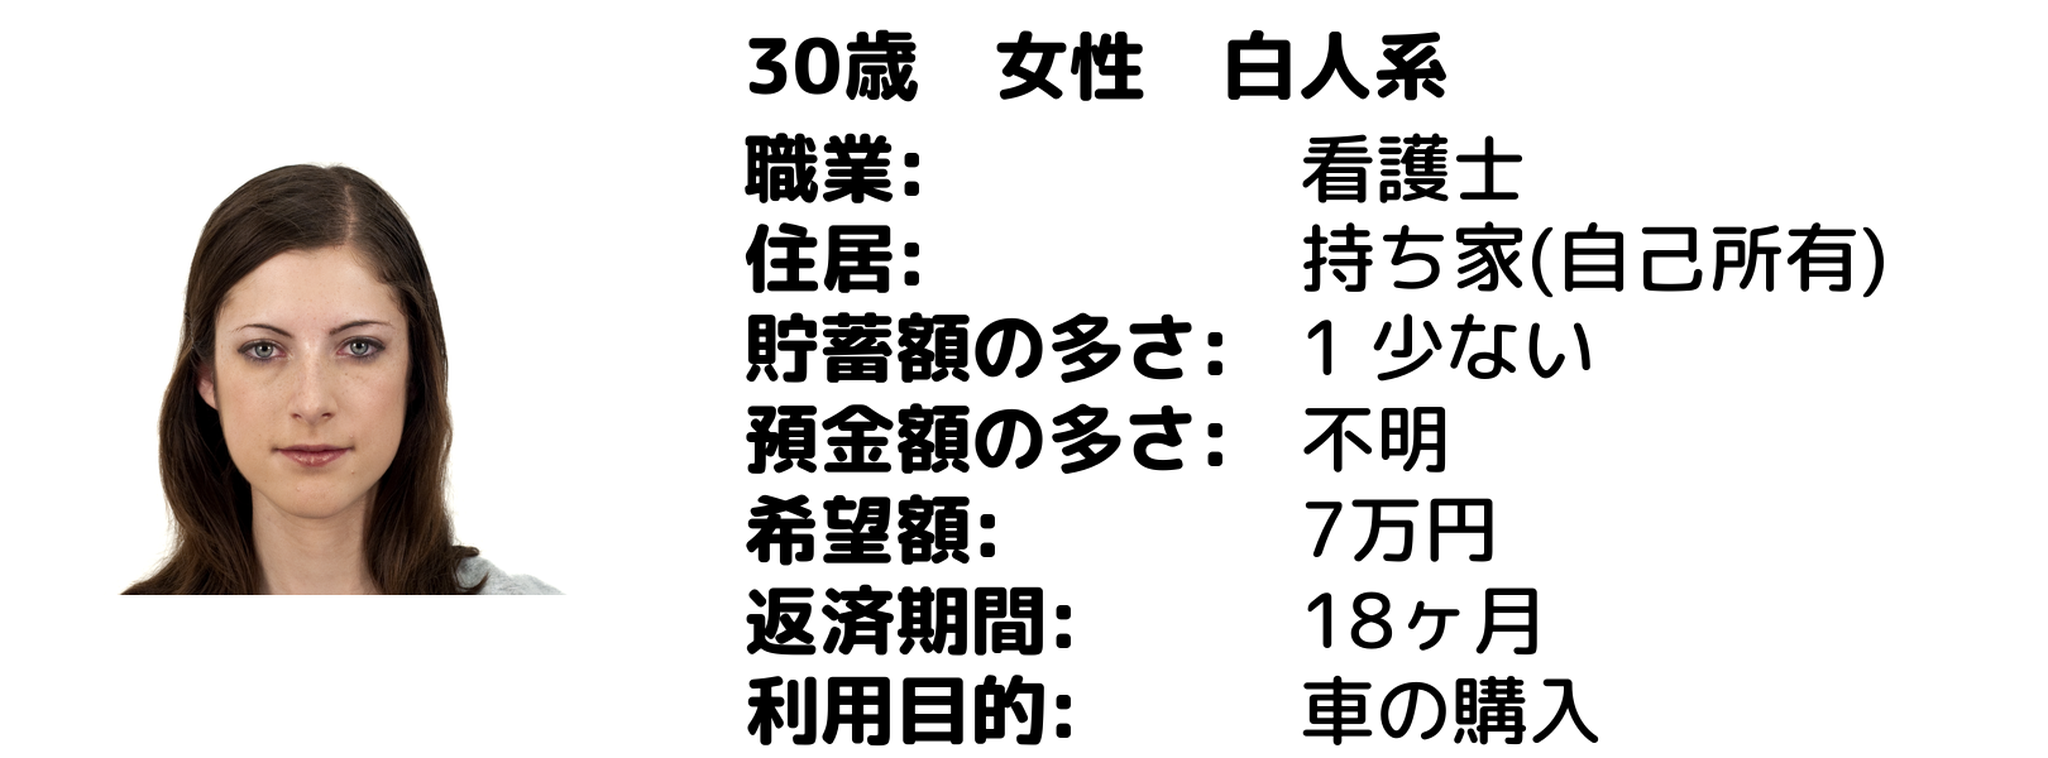 30歳　女性　白人系
職業: 看護士
住居: 持ち家(自己所有)
貯蓄額の多さ: 1 少ない
預金額の多さ: 不明
希望額: 7万円
返済期間: 18ヶ月
利用目的: 車の購入